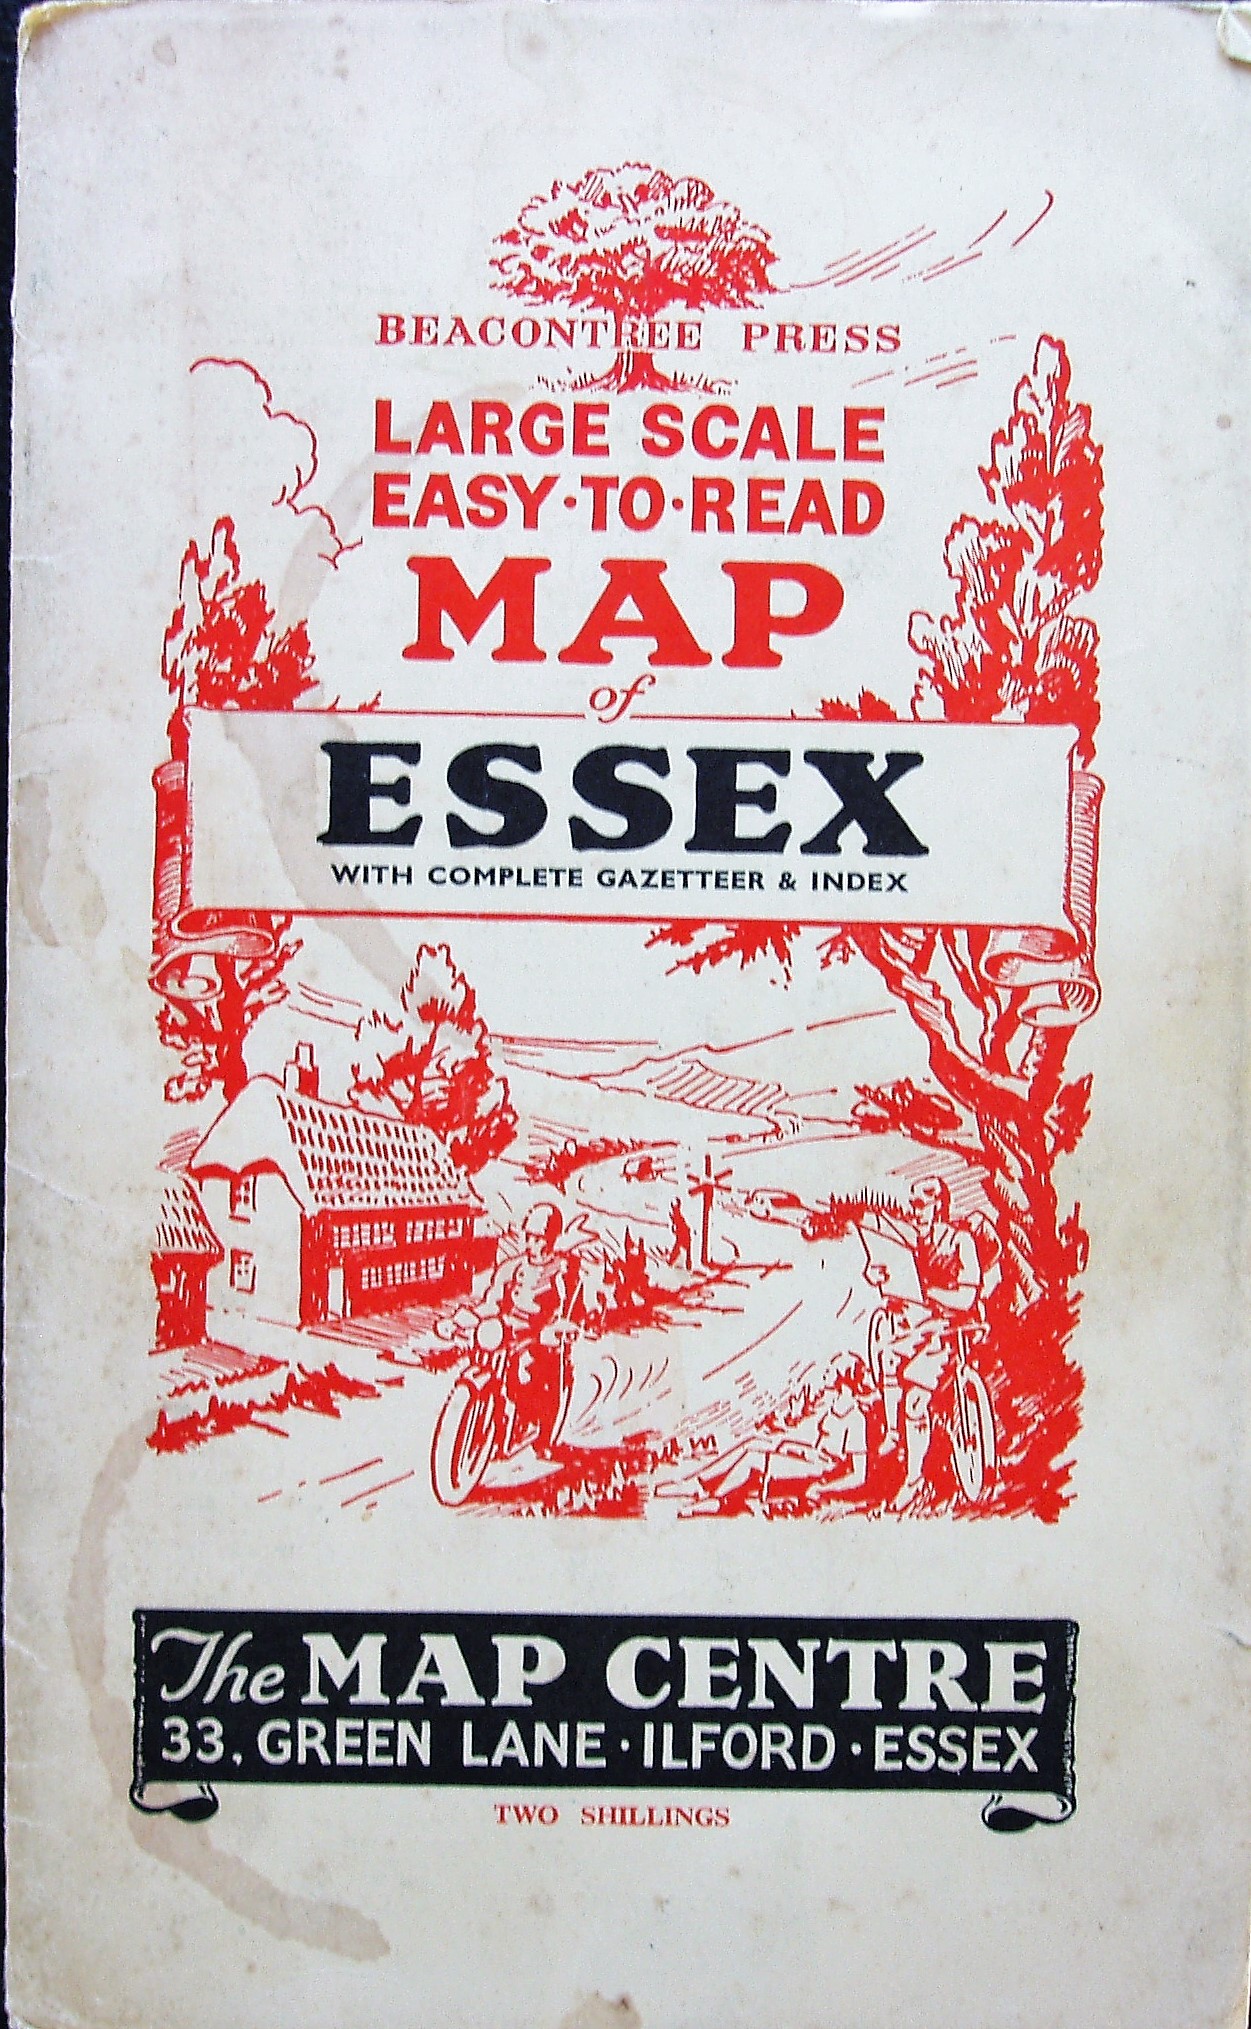 BEACONTREE PRESS
LARGE SCALE
EASY·TO·READ
MAP
of
ESSEX
WITH COMPLETE GAZETTEER & INDEX
The MAP CENTRE
33, GREEN LANE · ILFORD · ESSEX
TWO SHILLINGS